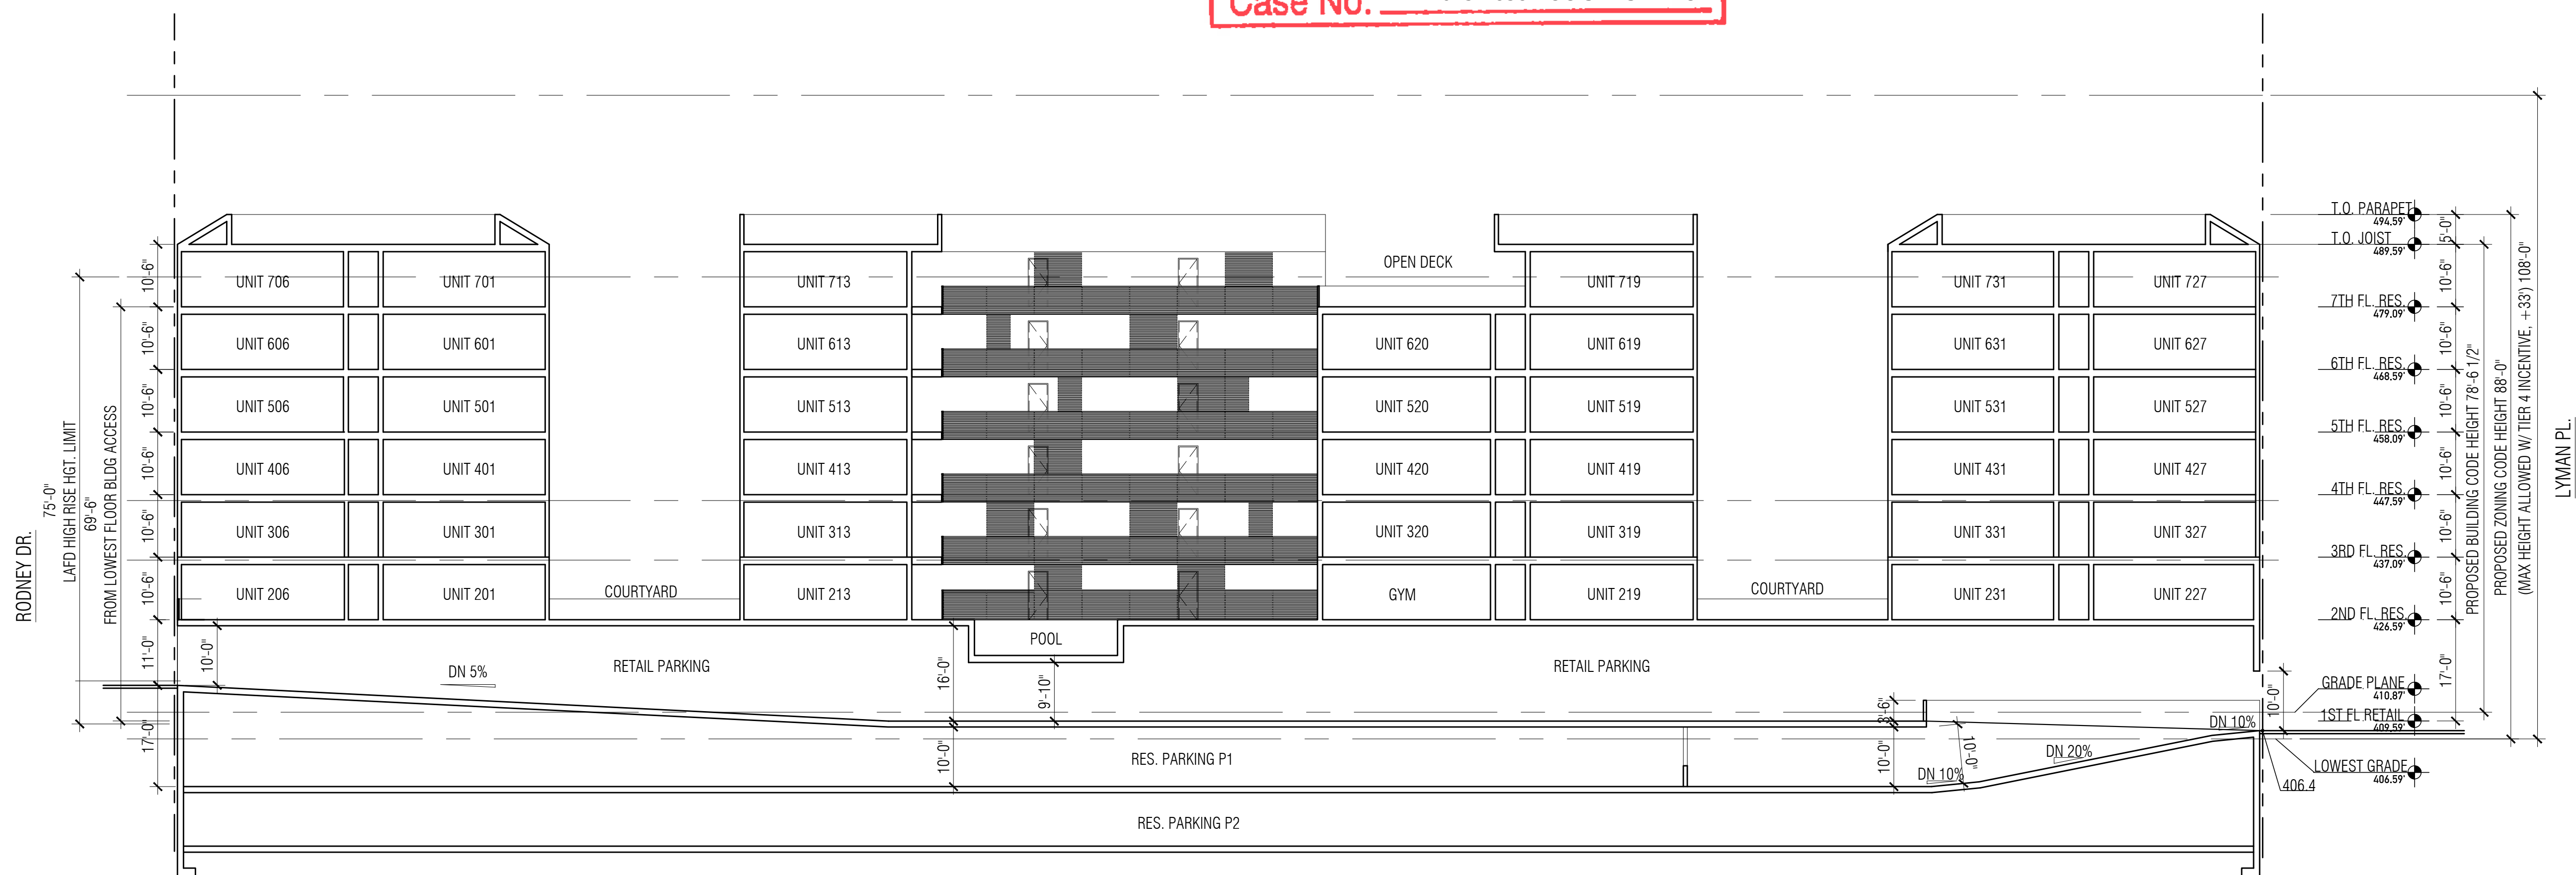 Case No.
OPEN DECK
UNIT 706
UNIT 701
UNIT 713
UNIT 719
UNIT 731
UNIT 727
UNIT 606
UNIT 601
UNIT 613
UNIT 620
UNIT 619
UNIT 631
UNIT 627
UNIT 506
UNIT 501
UNIT 513
UNIT 520
UNIT 519
UNIT 531
UNIT 527
UNIT 406
UNIT 401
UNIT 413
UNIT 420
UNIT 419
UNIT 431
UNIT 427
UNIT 306
UNIT 301
UNIT 313
UNIT 320
UNIT 319
UNIT 331
UNIT 327
UNIT 206
UNIT 201
COURTYARD
UNIT 213
GYM
UNIT 219
COURTYARD
UNIT 231
UNIT 227
POOL
RETAIL PARKING
RETAIL PARKING
DN 5%
RES. PARKING P1
RES. PARKING P2
DN 10%
DN 20%
DN 10%
406.4
RODNEY DR.
75'-0"
LAFD HIGH RISE HGT. LIMIT
69'-6"
FROM LOWEST FLOOR BLDG ACCESS
10'-6"
10'-6"
10'-6"
10'-6"
10'-6"
10'-6"
11'-0"
17'-0"
10'-0"
16'-0"
10'-0"
9'-10"
3'-6"
10'-0"
10'-0"
10'-0"
T.O. PARAPET
494.59'
T.O. JOIST
489.59'
7TH FL. RES.
479.09'
6TH FL. RES.
468.59'
5TH FL. RES.
458.09'
4TH FL. RES.
447.59'
3RD FL. RES.
437.09'
2ND FL. RES.
426.59'
GRADE PLANE
410.87'
1ST FL RETAIL
409.59'
LOWEST GRADE
406.59'
5'-0"
10'-6"
10'-6"
10'-6"
10'-6"
10'-6"
10'-6"
17'-0"
PROPOSED BUILDING CODE HEIGHT 78'-6 1/2"
PROPOSED ZONING CODE HEIGHT 88'-0"
(MAX HEIGHT ALLOWED W/ TIER 4 INCENTIVE, +33') 108'-0"
LYMAN PL.